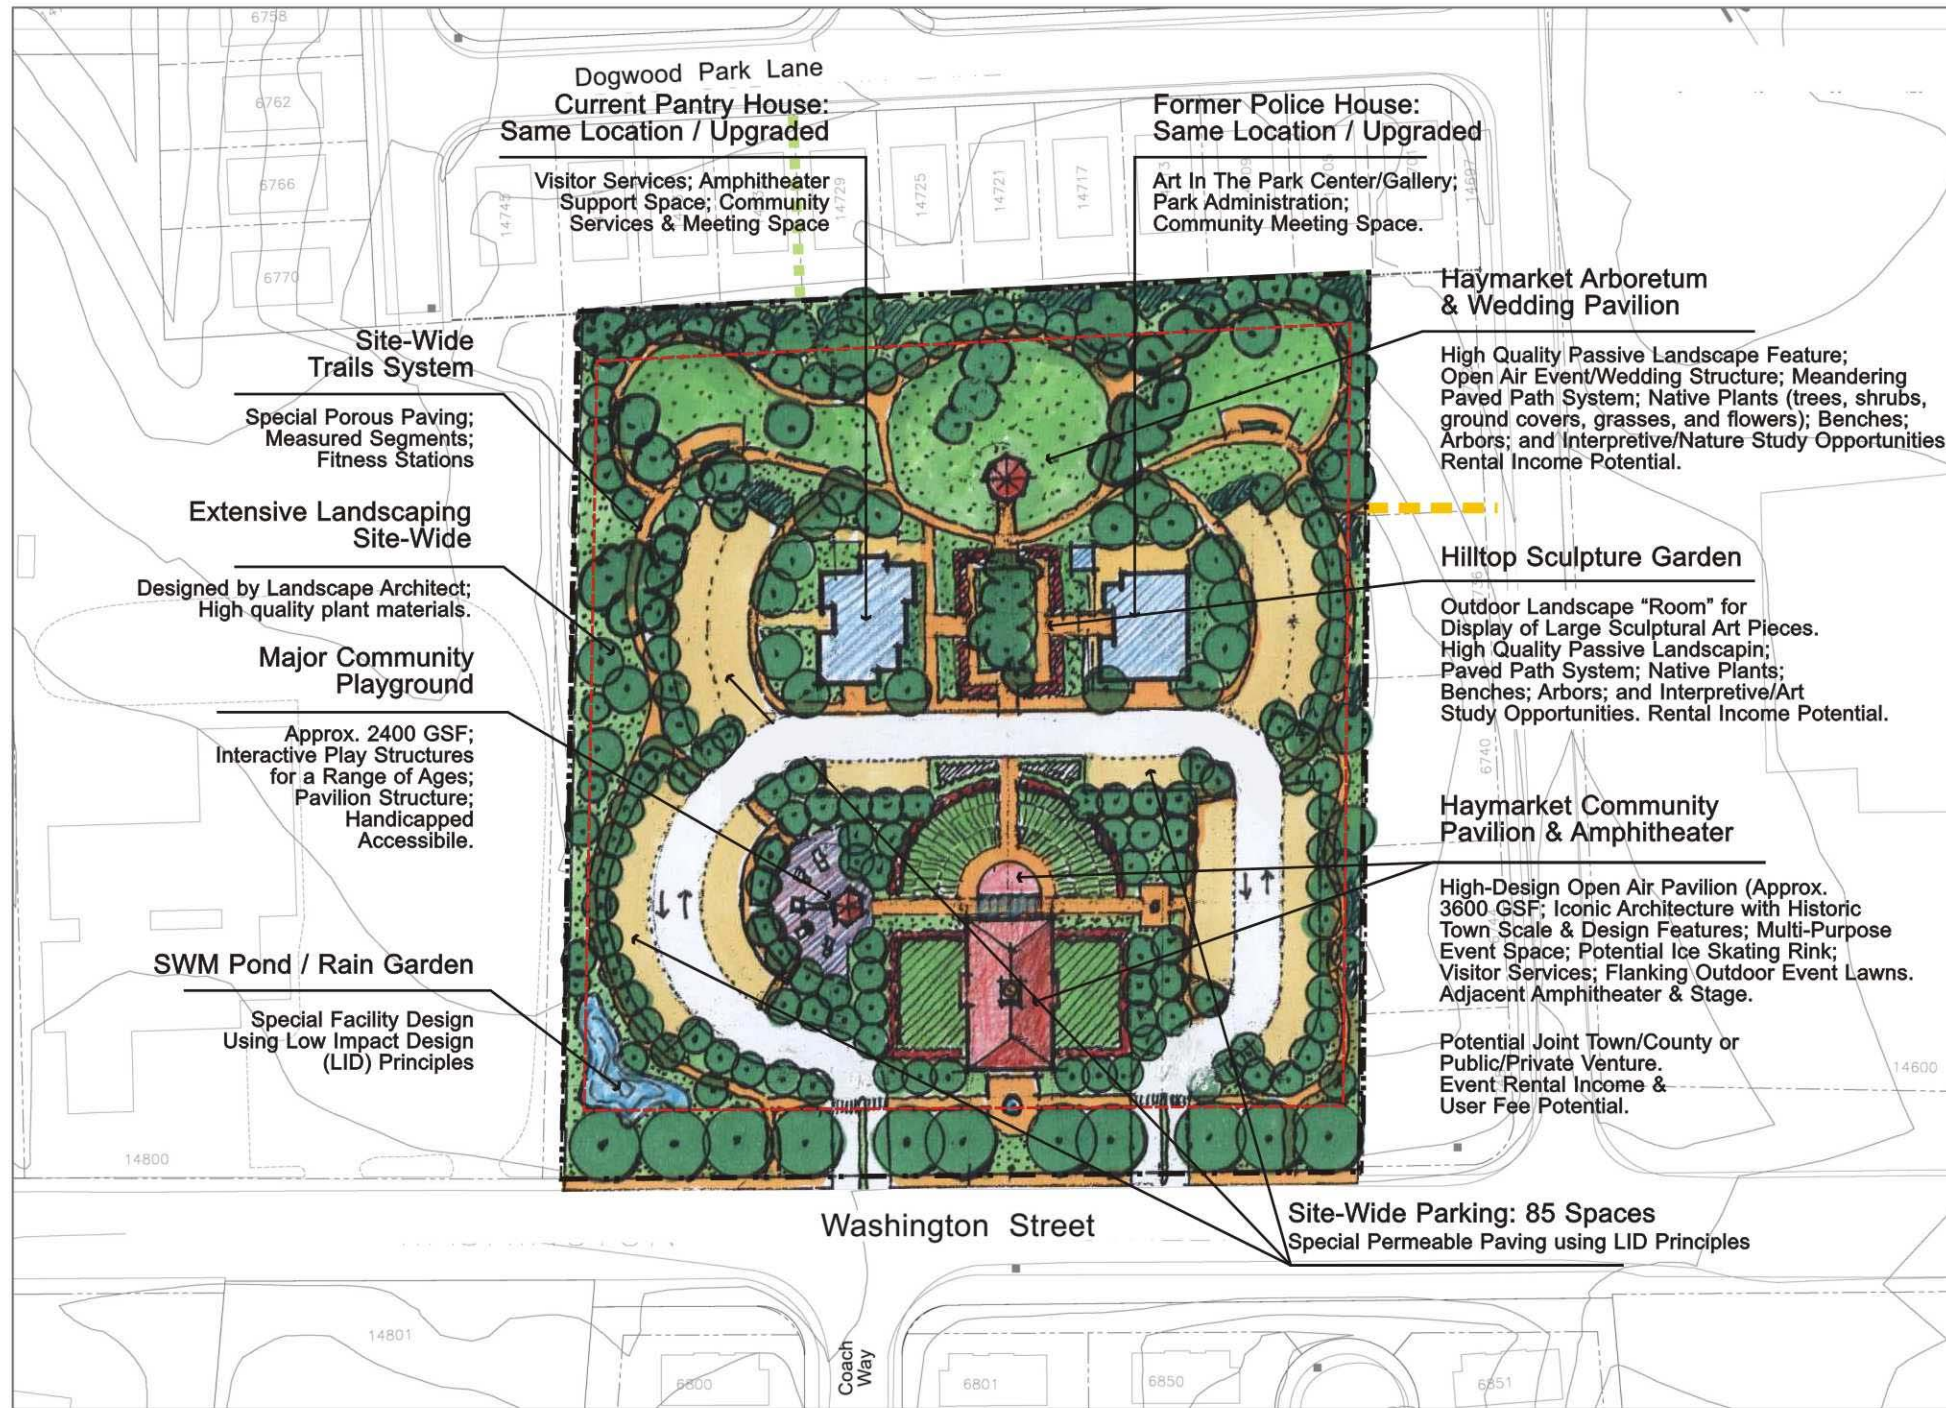 6758
6762
6766
6770
Dogwood Park Lane
Current Pantry House:
Same Location / Upgraded
Visitor Services; Amphitheater
Support Space; Community
Services & Meeting Space
Former Police House:
Same Location / Upgraded
Art In The Park Center/Gallery;
Park Administration;
Community Meeting Space.
14729
14725
14721
14717
14697
Site-Wide
Trails System
Special Porous Paving;
Measured Segments;
Fitness Stations
Extensive Landscaping
Site-Wide
Designed by Landscape Architect;
High quality plant materials.
Major Community
Playground
Approx. 2400 GSF;
Interactive Play Structures
for a Range of Ages;
Pavilion Structure;
Handicapped
Accessibile.
SWM Pond / Rain Garden
Special Facility Design
Using Low Impact Design
(LID) Principles
Haymarket Arboretum
& Wedding Pavilion
High Quality Passive Landscape Feature;
Open Air Event/Wedding Structure; Meandering
Paved Path System; Native Plants (trees, shrubs,
ground covers, grasses, and flowers); Benches;
Arbors; and Interpretive/Nature Study Opportunities
Rental Income Potential.
Hilltop Sculpture Garden
Outdoor Landscape “Room” for
Display of Large Sculptural Art Pieces.
High Quality Passive Landscapin;
Paved Path System; Native Plants;
Benches; Arbors; and Interpretive/Art
Study Opportunities. Rental Income Potential.
6736
6740
Haymarket Community
Pavilion & Amphitheater
High-Design Open Air Pavilion (Approx.
3600 GSF; Iconic Architecture with Historic
Town Scale & Design Features; Multi-Purpose
Event Space; Potential Ice Skating Rink;
Visitor Services; Flanking Outdoor Event Lawns.
Adjacent Amphitheater & Stage.
Potential Joint Town/County or
Public/Private Venture.
Event Rental Income &
User Fee Potential.
6744
14600
14800
Washington Street
Site-Wide Parking: 85 Spaces
Special Permeable Paving using LID Principles
14801
Coach
Way
6800
6801
6850
6851